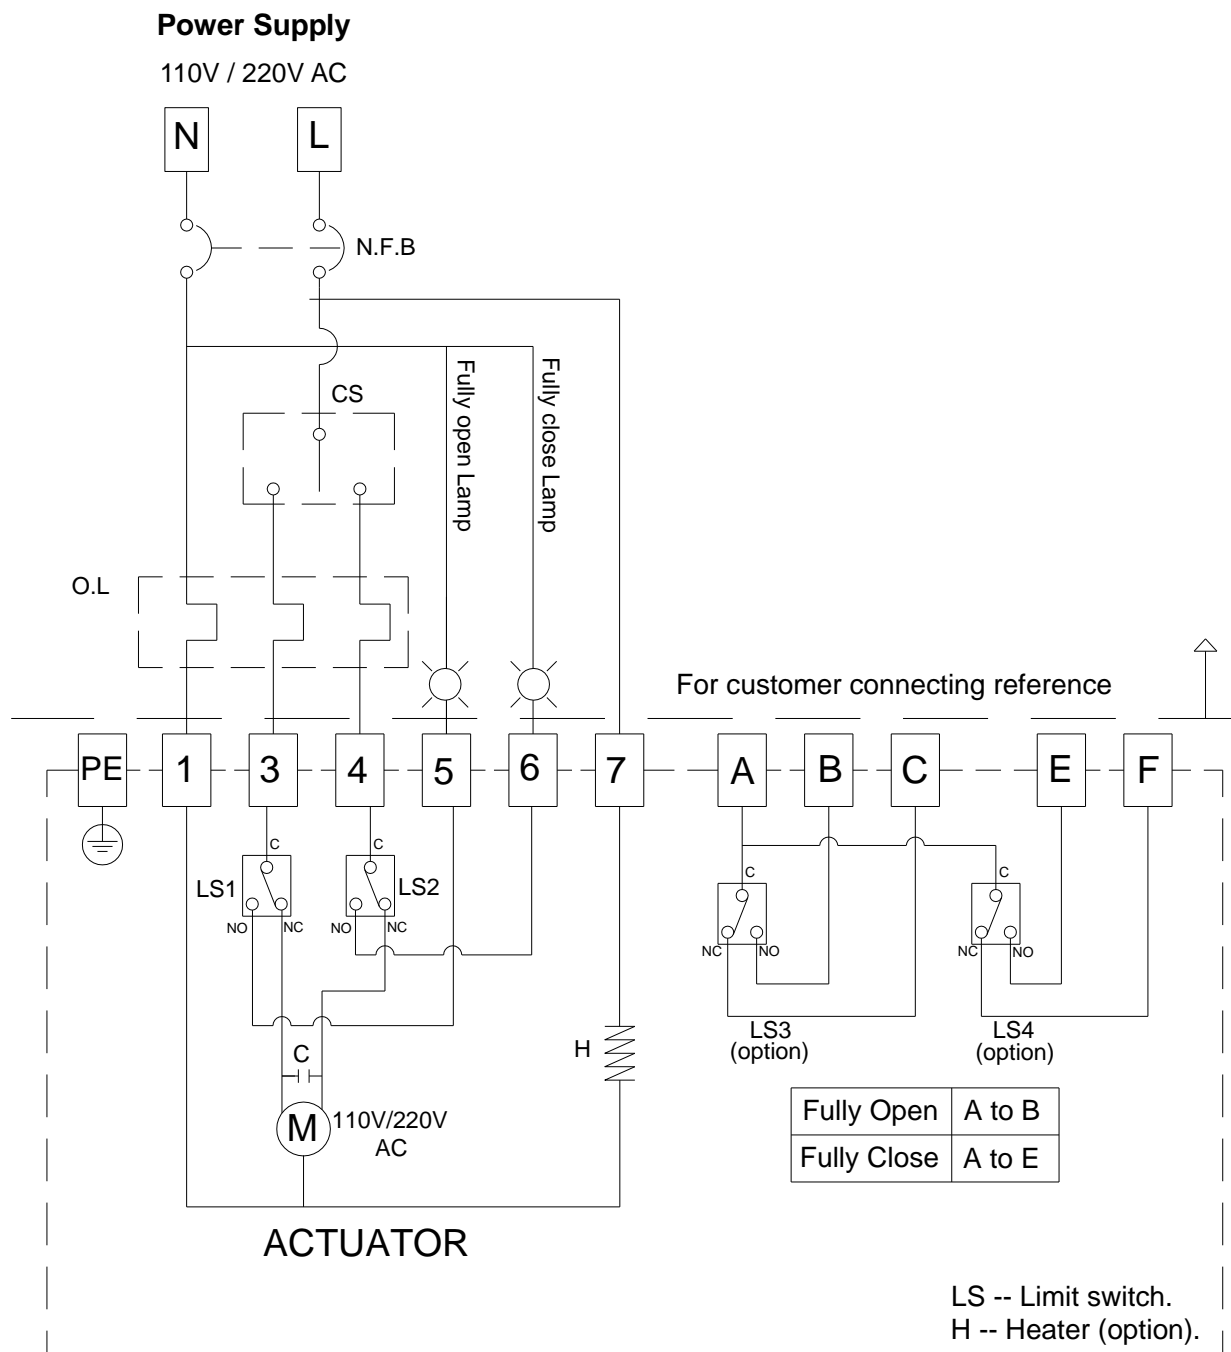 Power Supply
110V / 220V AC
N L
N.F.B
CS
Fully open Lamp
Fully close Lamp
O.L
For customer connecting reference
PE 1 3 4 5 6 7 A B C E F
C C
LS1 LS2
NO NC NO NC
C C
NC NO NC NO
LS3
(option)
LS4
(option)
C
H
M
110V/220V
AC
Fully Open A to B
Fully Close A to E
ACTUATOR
LS -- Limit switch.
H -- Heater (option).